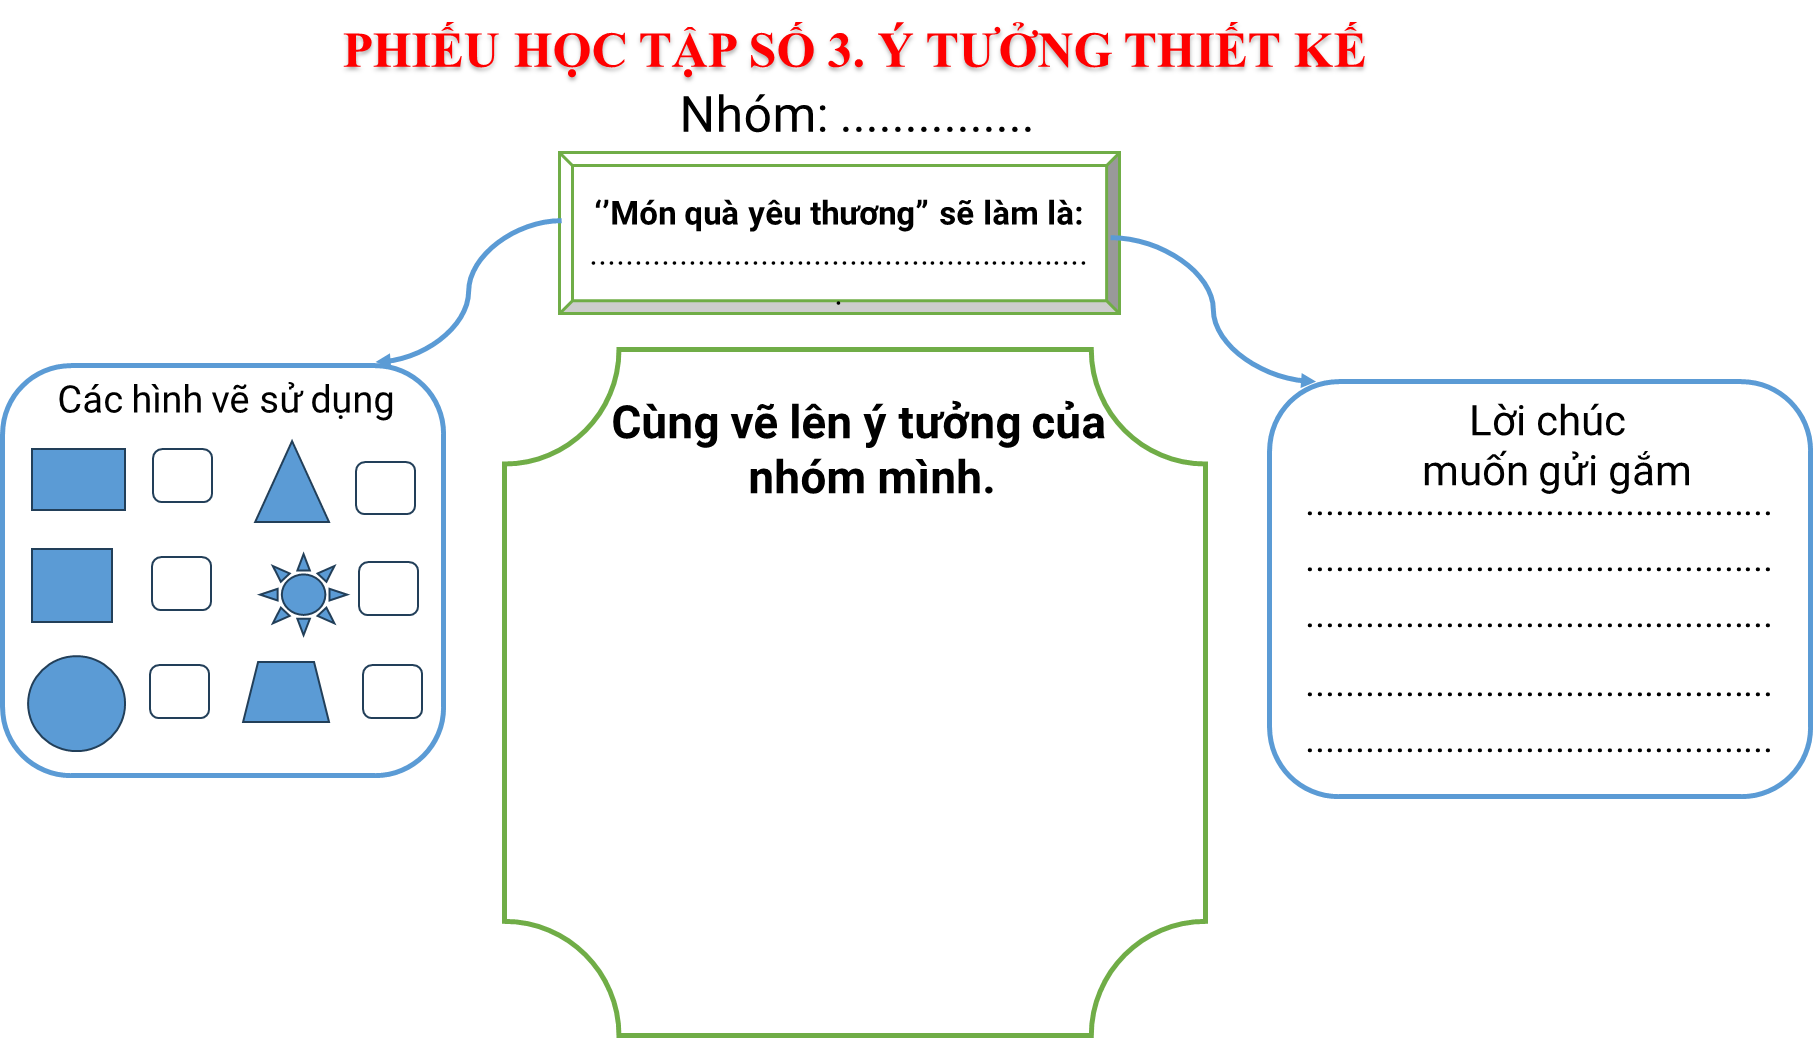 PHIẾU HỌC TẬP SỐ 3. Ý TƯỞNG THIẾT KẾ
Nhóm: ...............
‘’Món quà yêu thương” sẽ làm là:
.......................................................
.
Các hình vẽ sử dụng
Cùng vẽ lên ý tưởng của
nhóm mình.
Lời chúc
muốn gửi gắm
...............................................
...............................................
...............................................
...............................................
...............................................